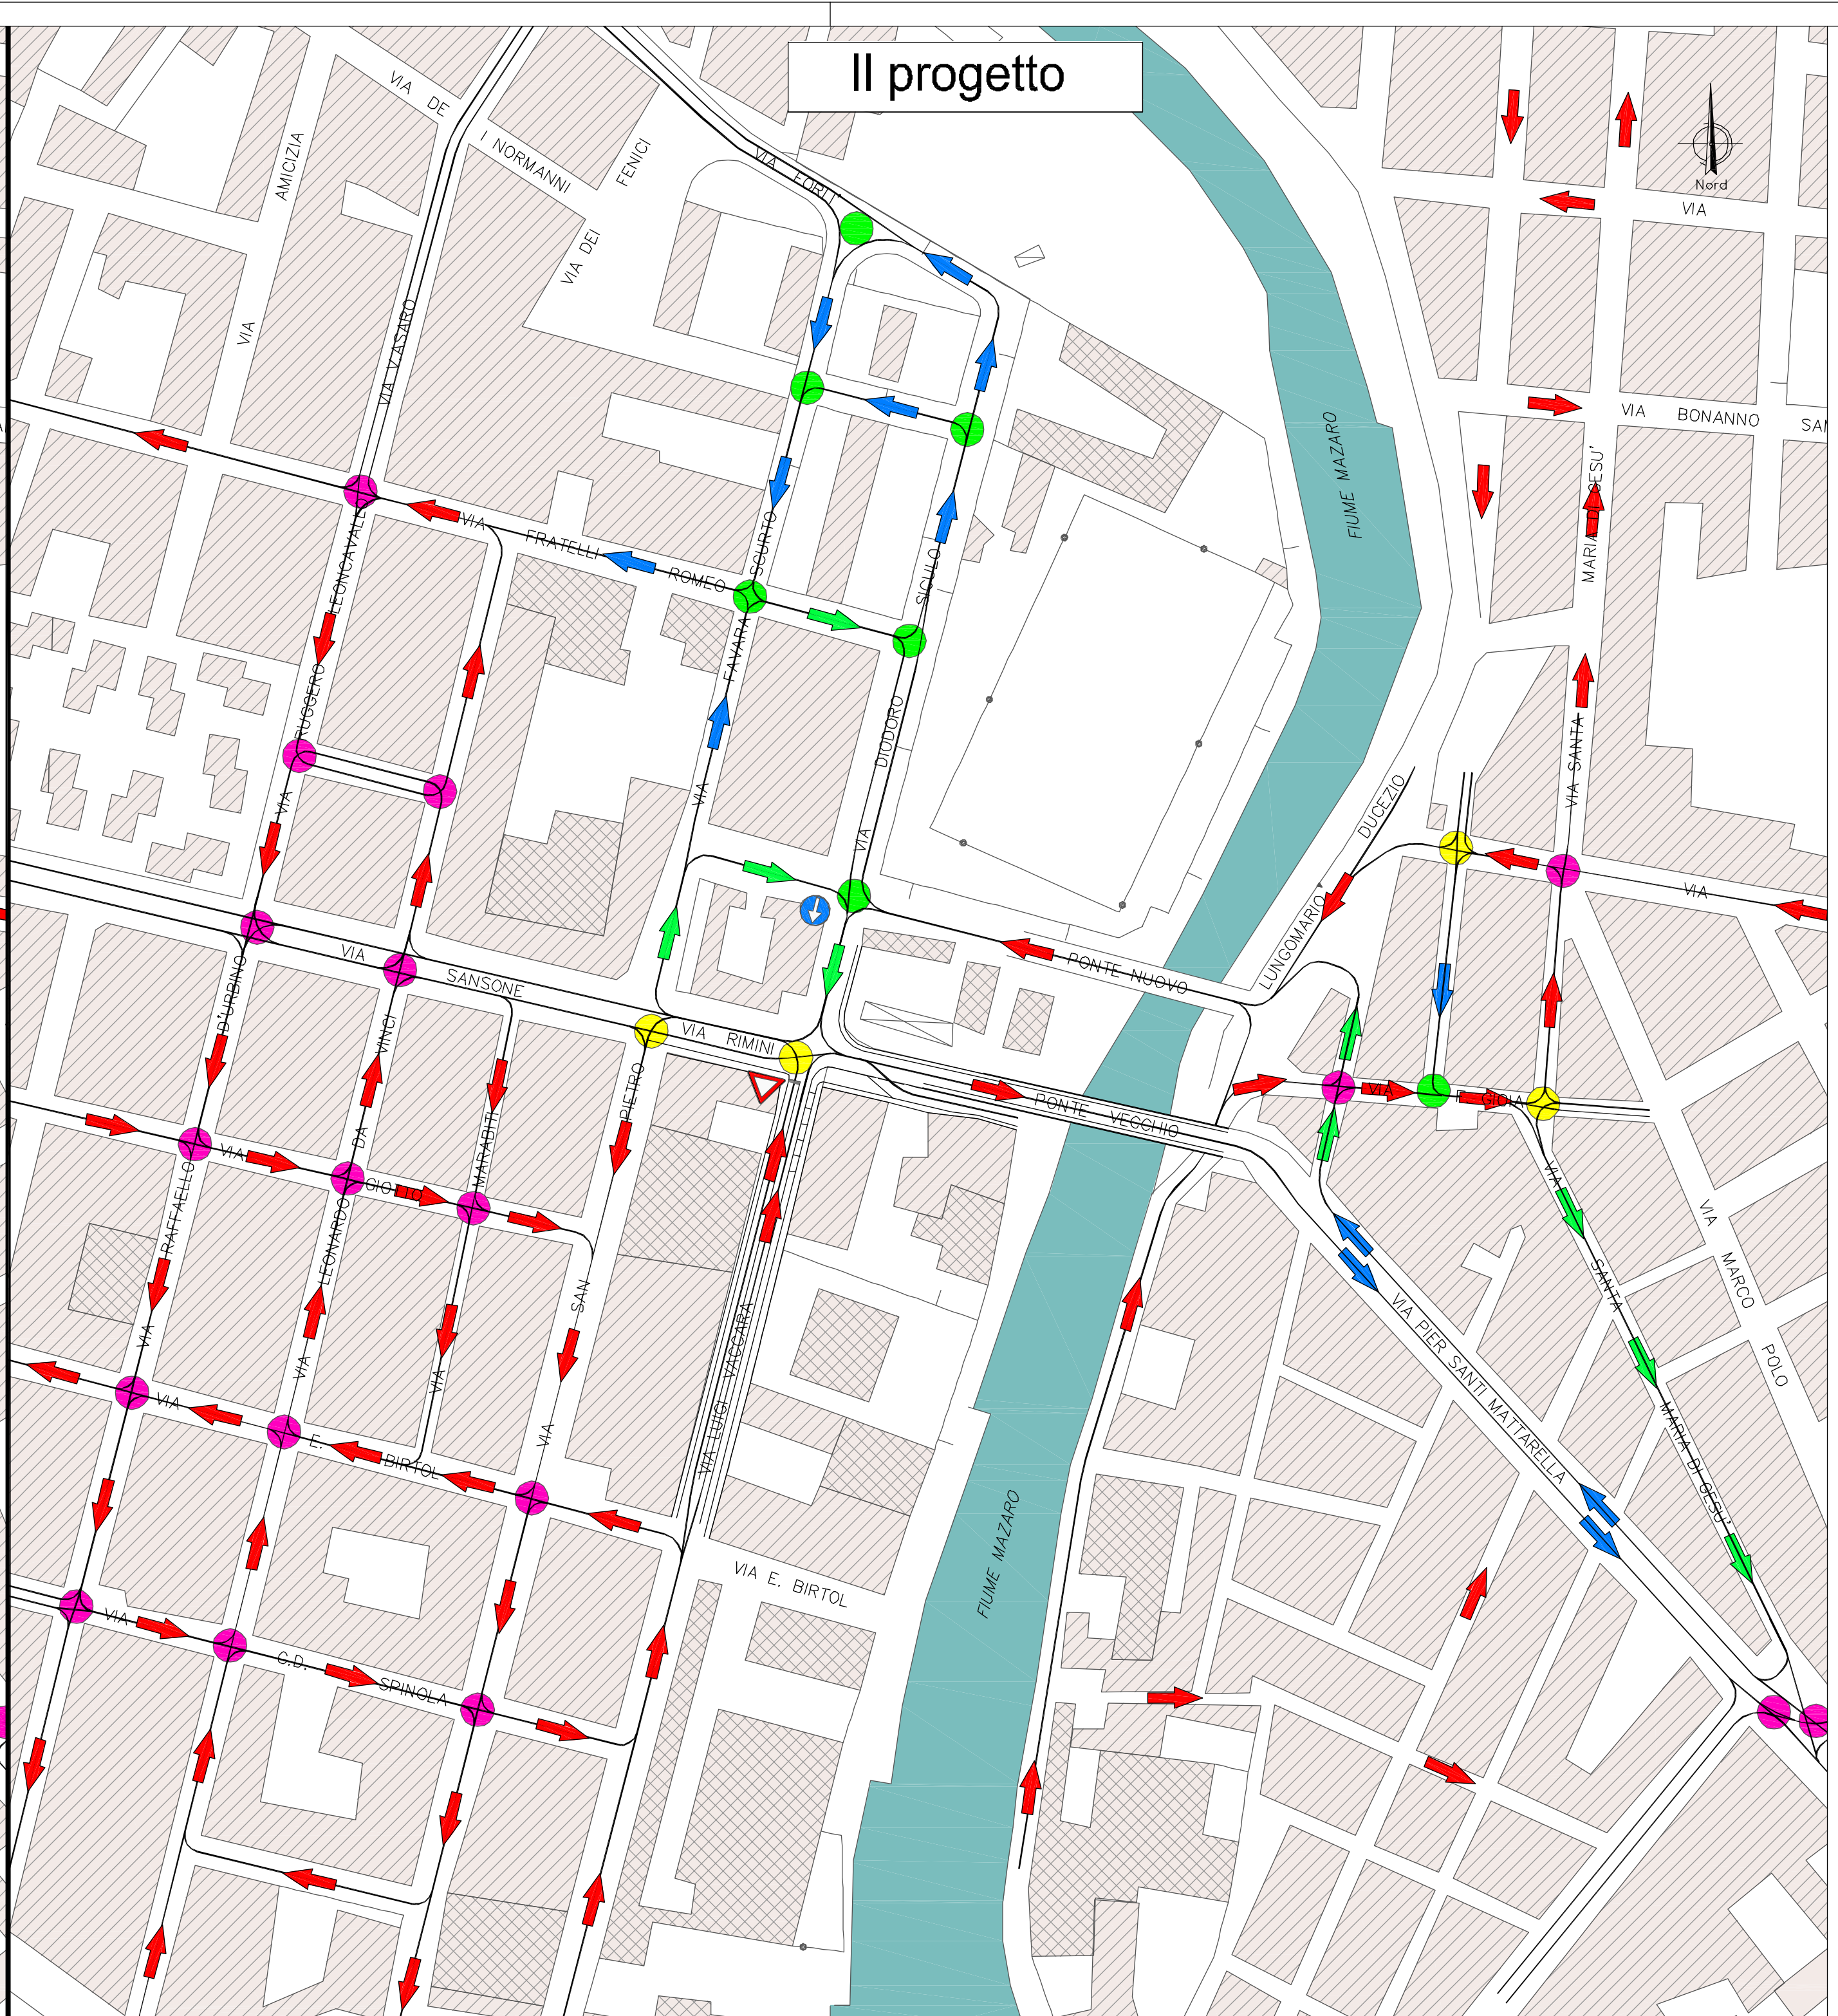 Il progetto
VIA DE
I NORMANNI
VIA AMICIZIA
VIA DEI FENICI
VIA FORTI'
VIA V.ASARO
Nord
VIA
VIA BONANNO
FIUME MAZARO
VIA FRATELLI ROMEO
VIA RUGGERO LEONCAVALLO
VIA FAVARA SCURTO
VIA DIODORO SICULO
VIA SANTA MARIA DI GESU'
LUNGOMARIO DUCEZIO
VIA
VIA SANSONE
VIA RIMINI
PONTE NUOVO
PONTE VECCHIO
VIA GIOIA
VIA RAFFAELLO D'URBINO
VIA LEONARDO DA VINCI
VIA MARABITI
VIA SAN PIETRO
VIA GIOTTO
VIA LUIGI VACCARA
VIA E. BIRTOL
VIA E. BIRTOL
FIUME MAZARO
VIA PIER SANTI MATTARELLA
VIA SANTA MARIA DI GESU'
VIA MARCO POLO
VIA C.D. SPINOLA